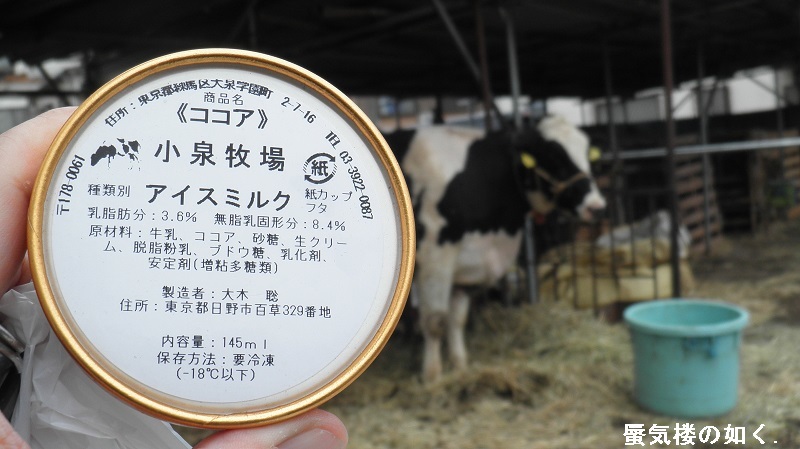 住所：東京都練馬区大泉学園町 2-7-16
〒178-0061
TEL 03-3922-0087
商品名
《ココア》
小泉牧場
紙
紙カップ
フタ
種類別 アイスミルク
乳脂肪分：3.6% 無脂乳固形分：8.4%
原材料：牛乳、ココア、砂糖、生クリー
ム、脱脂粉乳、ブドウ糖、乳化剤、
安定剤(増粘多糖類)
製造者：大木 聡
住所：東京都日野市百草329番地
内容量：145ml
保存方法：要冷凍
(-18℃以下)
蜃気楼の如く.